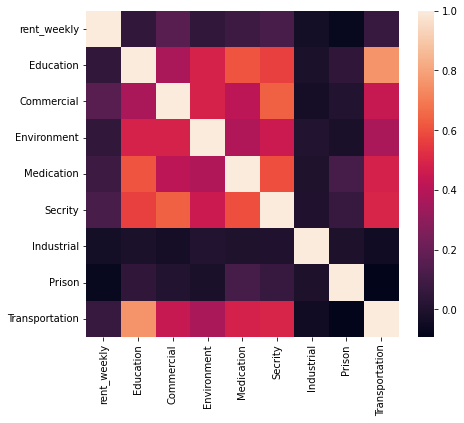 rent_weekly
Education
Commercial
Environment
Medication
Secrity
Industrial
Prison
Transportation
rent_weekly
Education
Commercial
Environment
Medication
Secrity
Industrial
Prison
Transportation
1.0
0.8
0.6
0.4
0.2
0.0